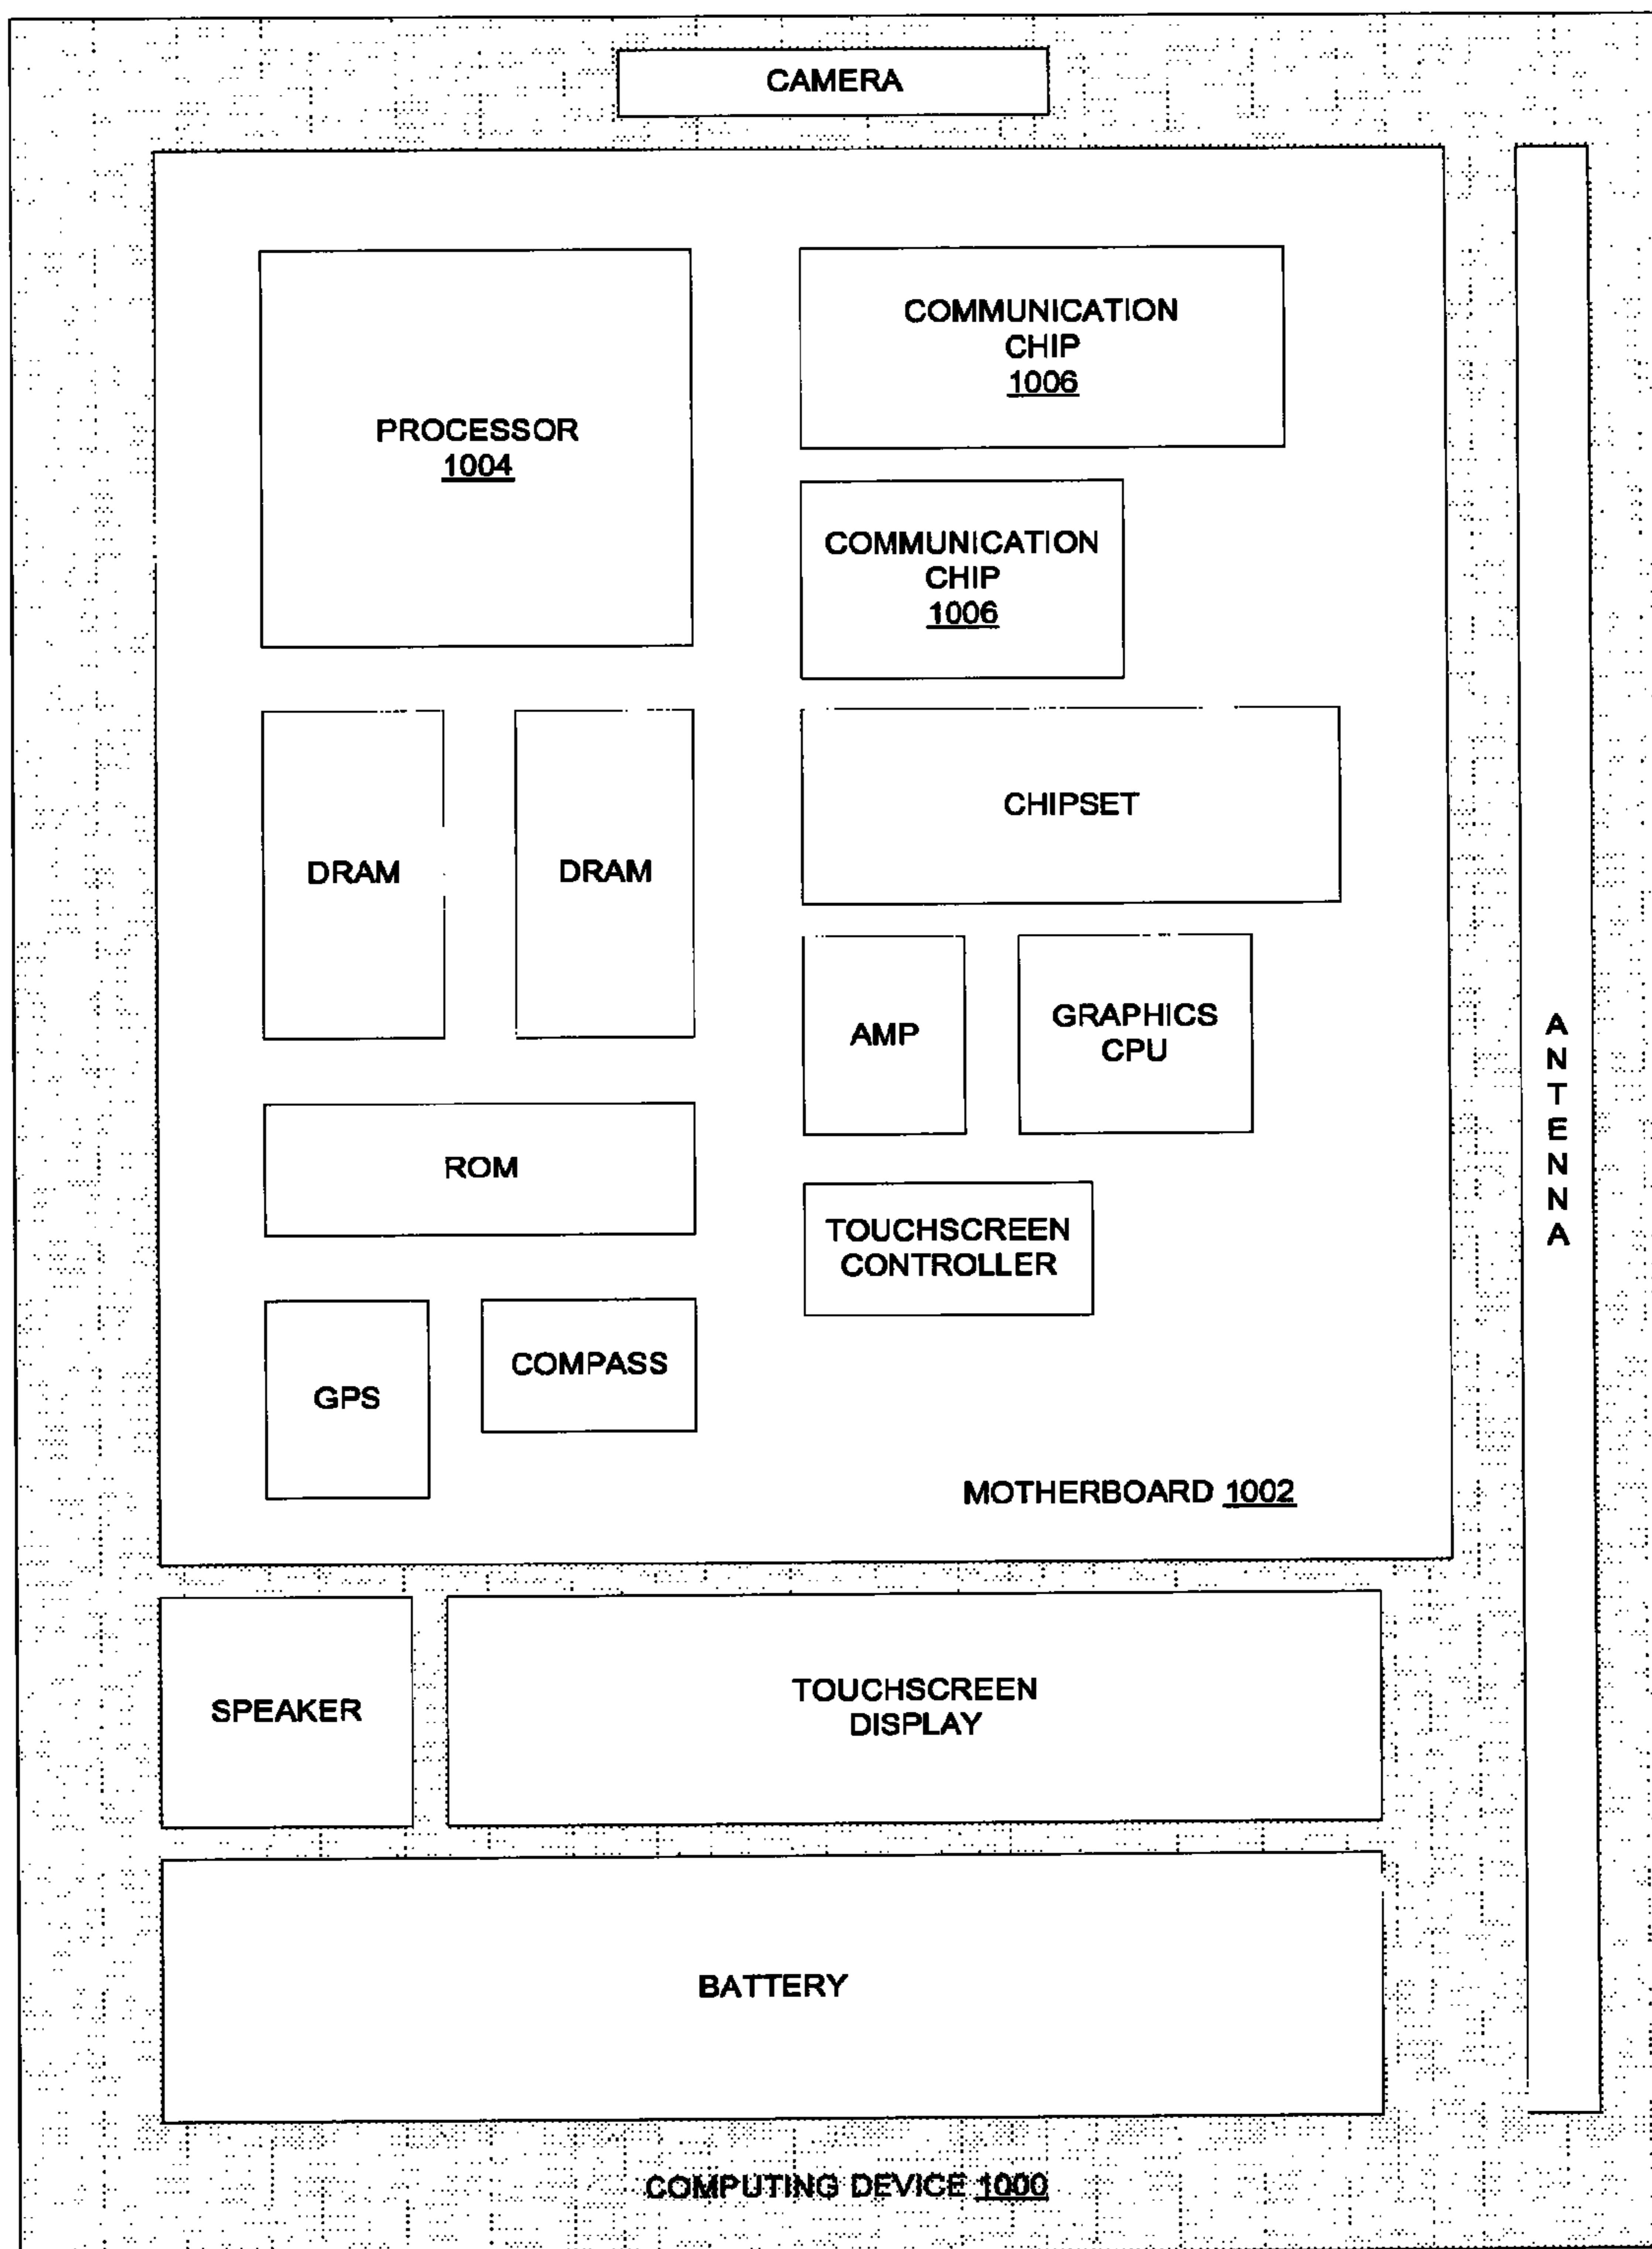 CAMERA
PROCESSOR
1004
COMMUNICATION
CHIP
1006
COMMUNICATION
CHIP
1006
DRAM
DRAM
CHIPSET
AMP
GRAPHICS
CPU
ROM
TOUCHSCREEN
CONTROLLER
GPS
COMPASS
MOTHERBOARD 1002
ANTENNA
SPEAKER
TOUCHSCREEN
DISPLAY
BATTERY
COMPUTING DEVICE 1000